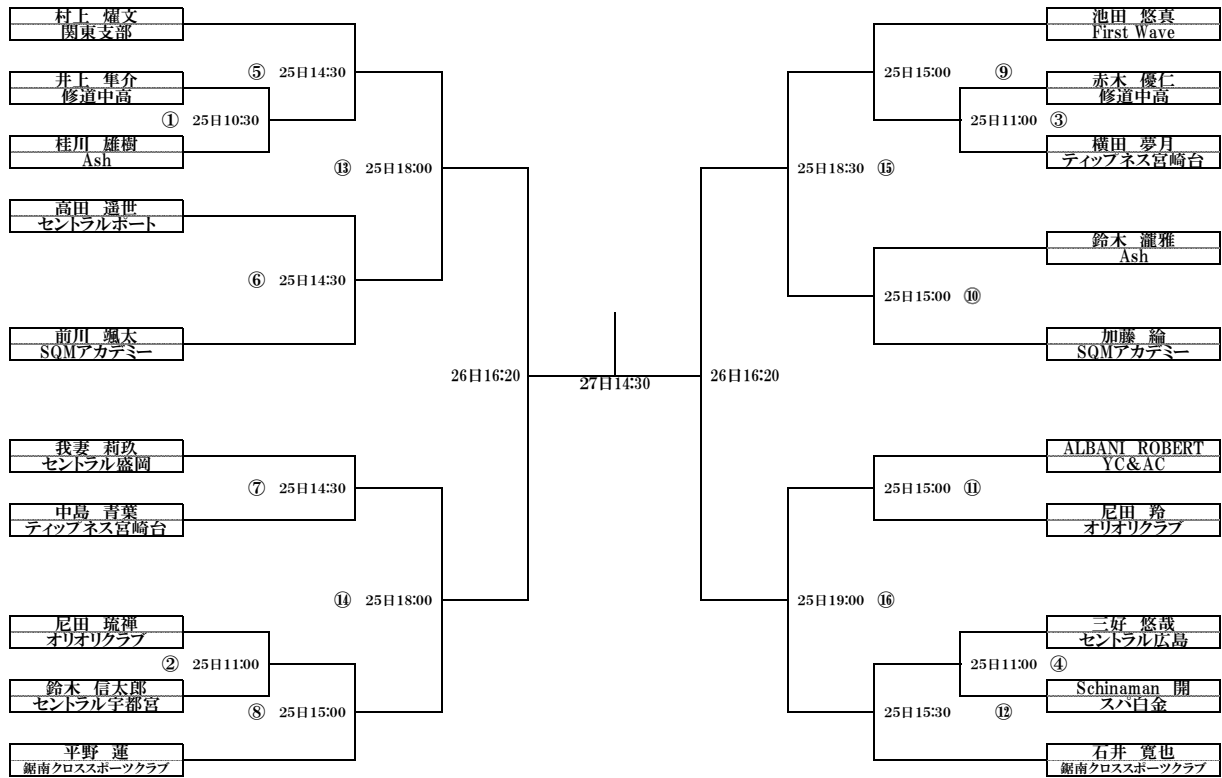 村上 燿文
関東支部
⑤ 25日14:30
井上 隼介
修道中高
① 25日10:30
桂川 雄樹
Ash
⑬ 25日18:00
高田 遥世
セントラルポート
⑥ 25日14:30
前川 颯太
SQMアカデミー
26日16:20
我妻 莉玖
セントラル盛岡
⑦ 25日14:30
中島 青葉
ティップネス宮崎台
⑭ 25日18:00
尼田 琉禅
オリオリクラブ
② 25日11:00
鈴木 信太郎
セントラル宇都宮
⑧ 25日15:00
平野 蓮
鋸南クロススポーツクラブ
27日14:30
池田 悠真
First Wave
25日15:00 ⑨
赤木 優仁
修道中高
25日11:00 ③
横田 夢月
ティップネス宮崎台
25日18:30 ⑮
鈴木 瀧雅
Ash
25日15:00 ⑩
加藤 綸
SQMアカデミー
26日16:20
ALBANI ROBERT
YC&AC
25日15:00 ⑪
尼田 羚
オリオリクラブ
25日19:00 ⑯
三好 悠哉
セントラル広島
25日11:00 ④
Schinaman 開
スパ白金
25日15:30 ⑫
石井 寛也
鋸南クロススポーツクラブ